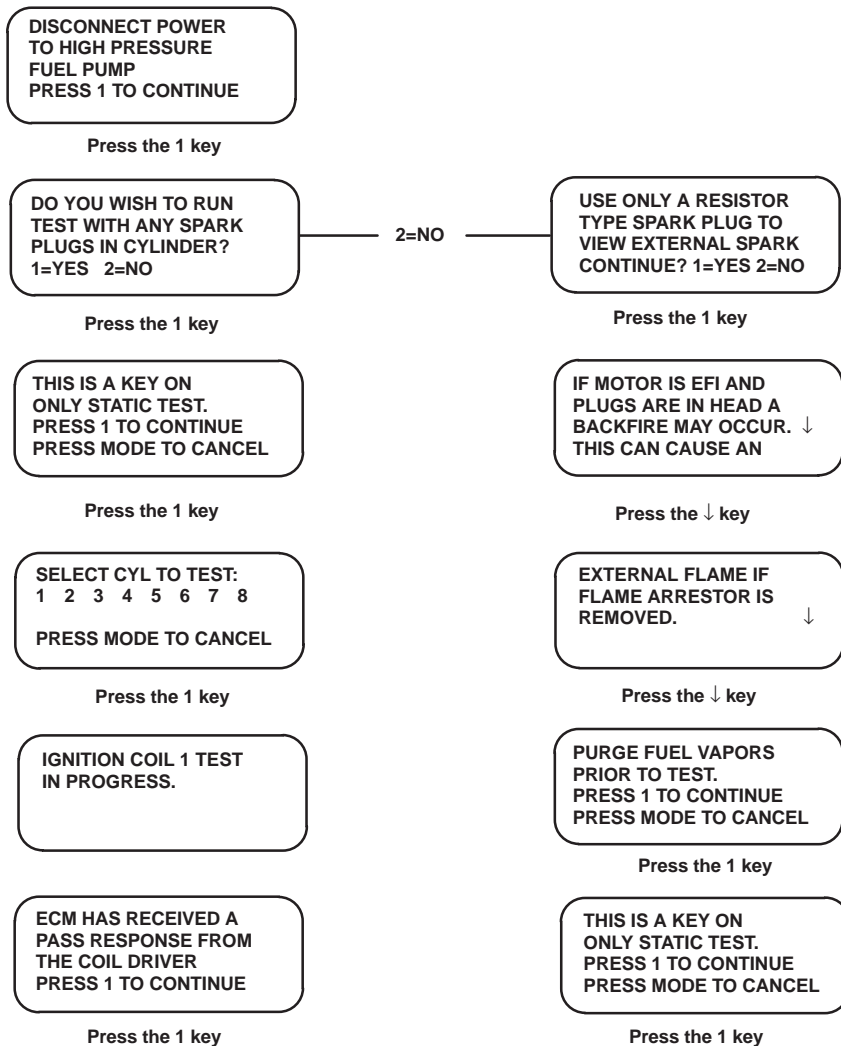 DISCONNECT POWER
TO HIGH PRESSURE
FUEL PUMP
PRESS 1 TO CONTINUE
Press the 1 key
DO YOU WISH TO RUN
TEST WITH ANY SPARK
PLUGS IN CYLINDER?
1=YES 2=NO
Press the 1 key
2=NO
THIS IS A KEY ON
ONLY STATIC TEST.
PRESS 1 TO CONTINUE
PRESS MODE TO CANCEL
Press the 1 key
SELECT CYL TO TEST:
1 2 3 4 5 6 7 8
PRESS MODE TO CANCEL
Press the 1 key
IGNITION COIL 1 TEST
IN PROGRESS.
ECM HAS RECEIVED A
PASS RESPONSE FROM
THE COIL DRIVER
PRESS 1 TO CONTINUE
Press the 1 key
USE ONLY A RESISTOR
TYPE SPARK PLUG TO
VIEW EXTERNAL SPARK
CONTINUE? 1=YES 2=NO
Press the 1 key
IF MOTOR IS EFI AND
PLUGS ARE IN HEAD A
BACKFIRE MAY OCCUR. ↓
THIS CAN CAUSE AN
Press the ↓ key
EXTERNAL FLAME IF
FLAME ARRESTOR IS
REMOVED. ↓
Press the ↓ key
PURGE FUEL VAPORS
PRIOR TO TEST.
PRESS 1 TO CONTINUE
PRESS MODE TO CANCEL
Press the 1 key
THIS IS A KEY ON
ONLY STATIC TEST.
PRESS 1 TO CONTINUE
PRESS MODE TO CANCEL
Press the 1 key